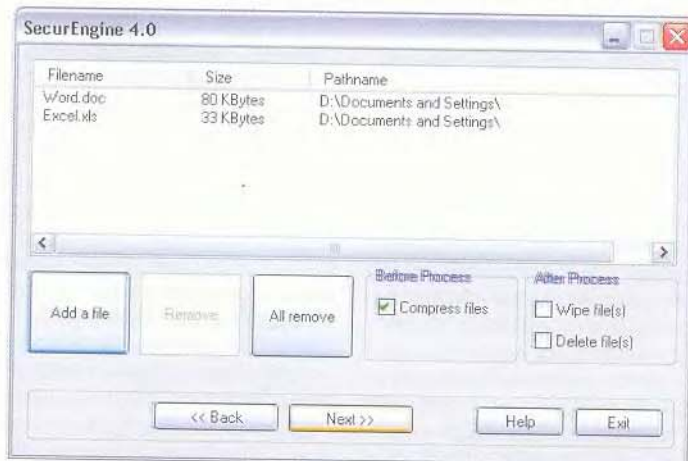 SecurEngine 4.0
Filename Size Pathname
Word.doc 80 KBytes D:\Documents and Settings\
Excel.xls 33 KBytes D:\Documents and Settings\
Before Process After Process
Add a file Remove All remove Compress files Wipe file(s)
Delete file(s)
<< Back Next >> Help Exit